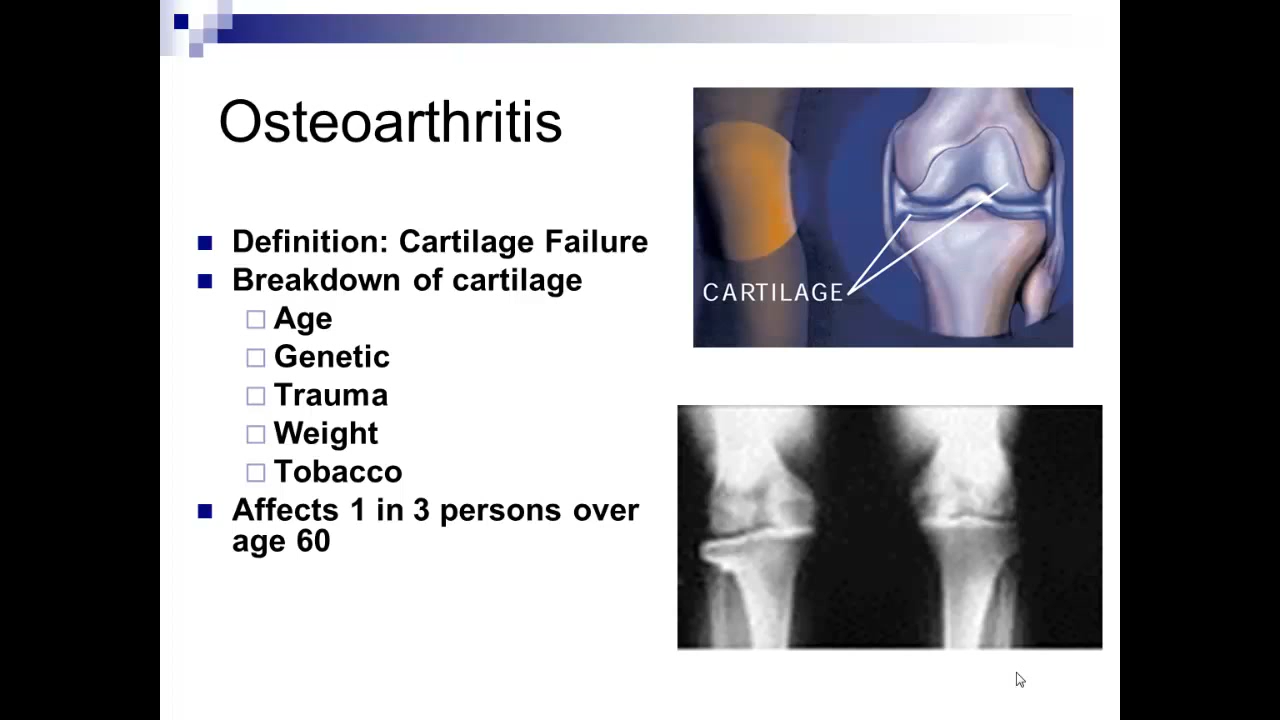 Osteoarthritis
Definition: Cartilage Failure
Breakdown of cartilage
Age
Genetic
Trauma
Weight
Tobacco
Affects 1 in 3 persons over
age 60
CARTILAGE